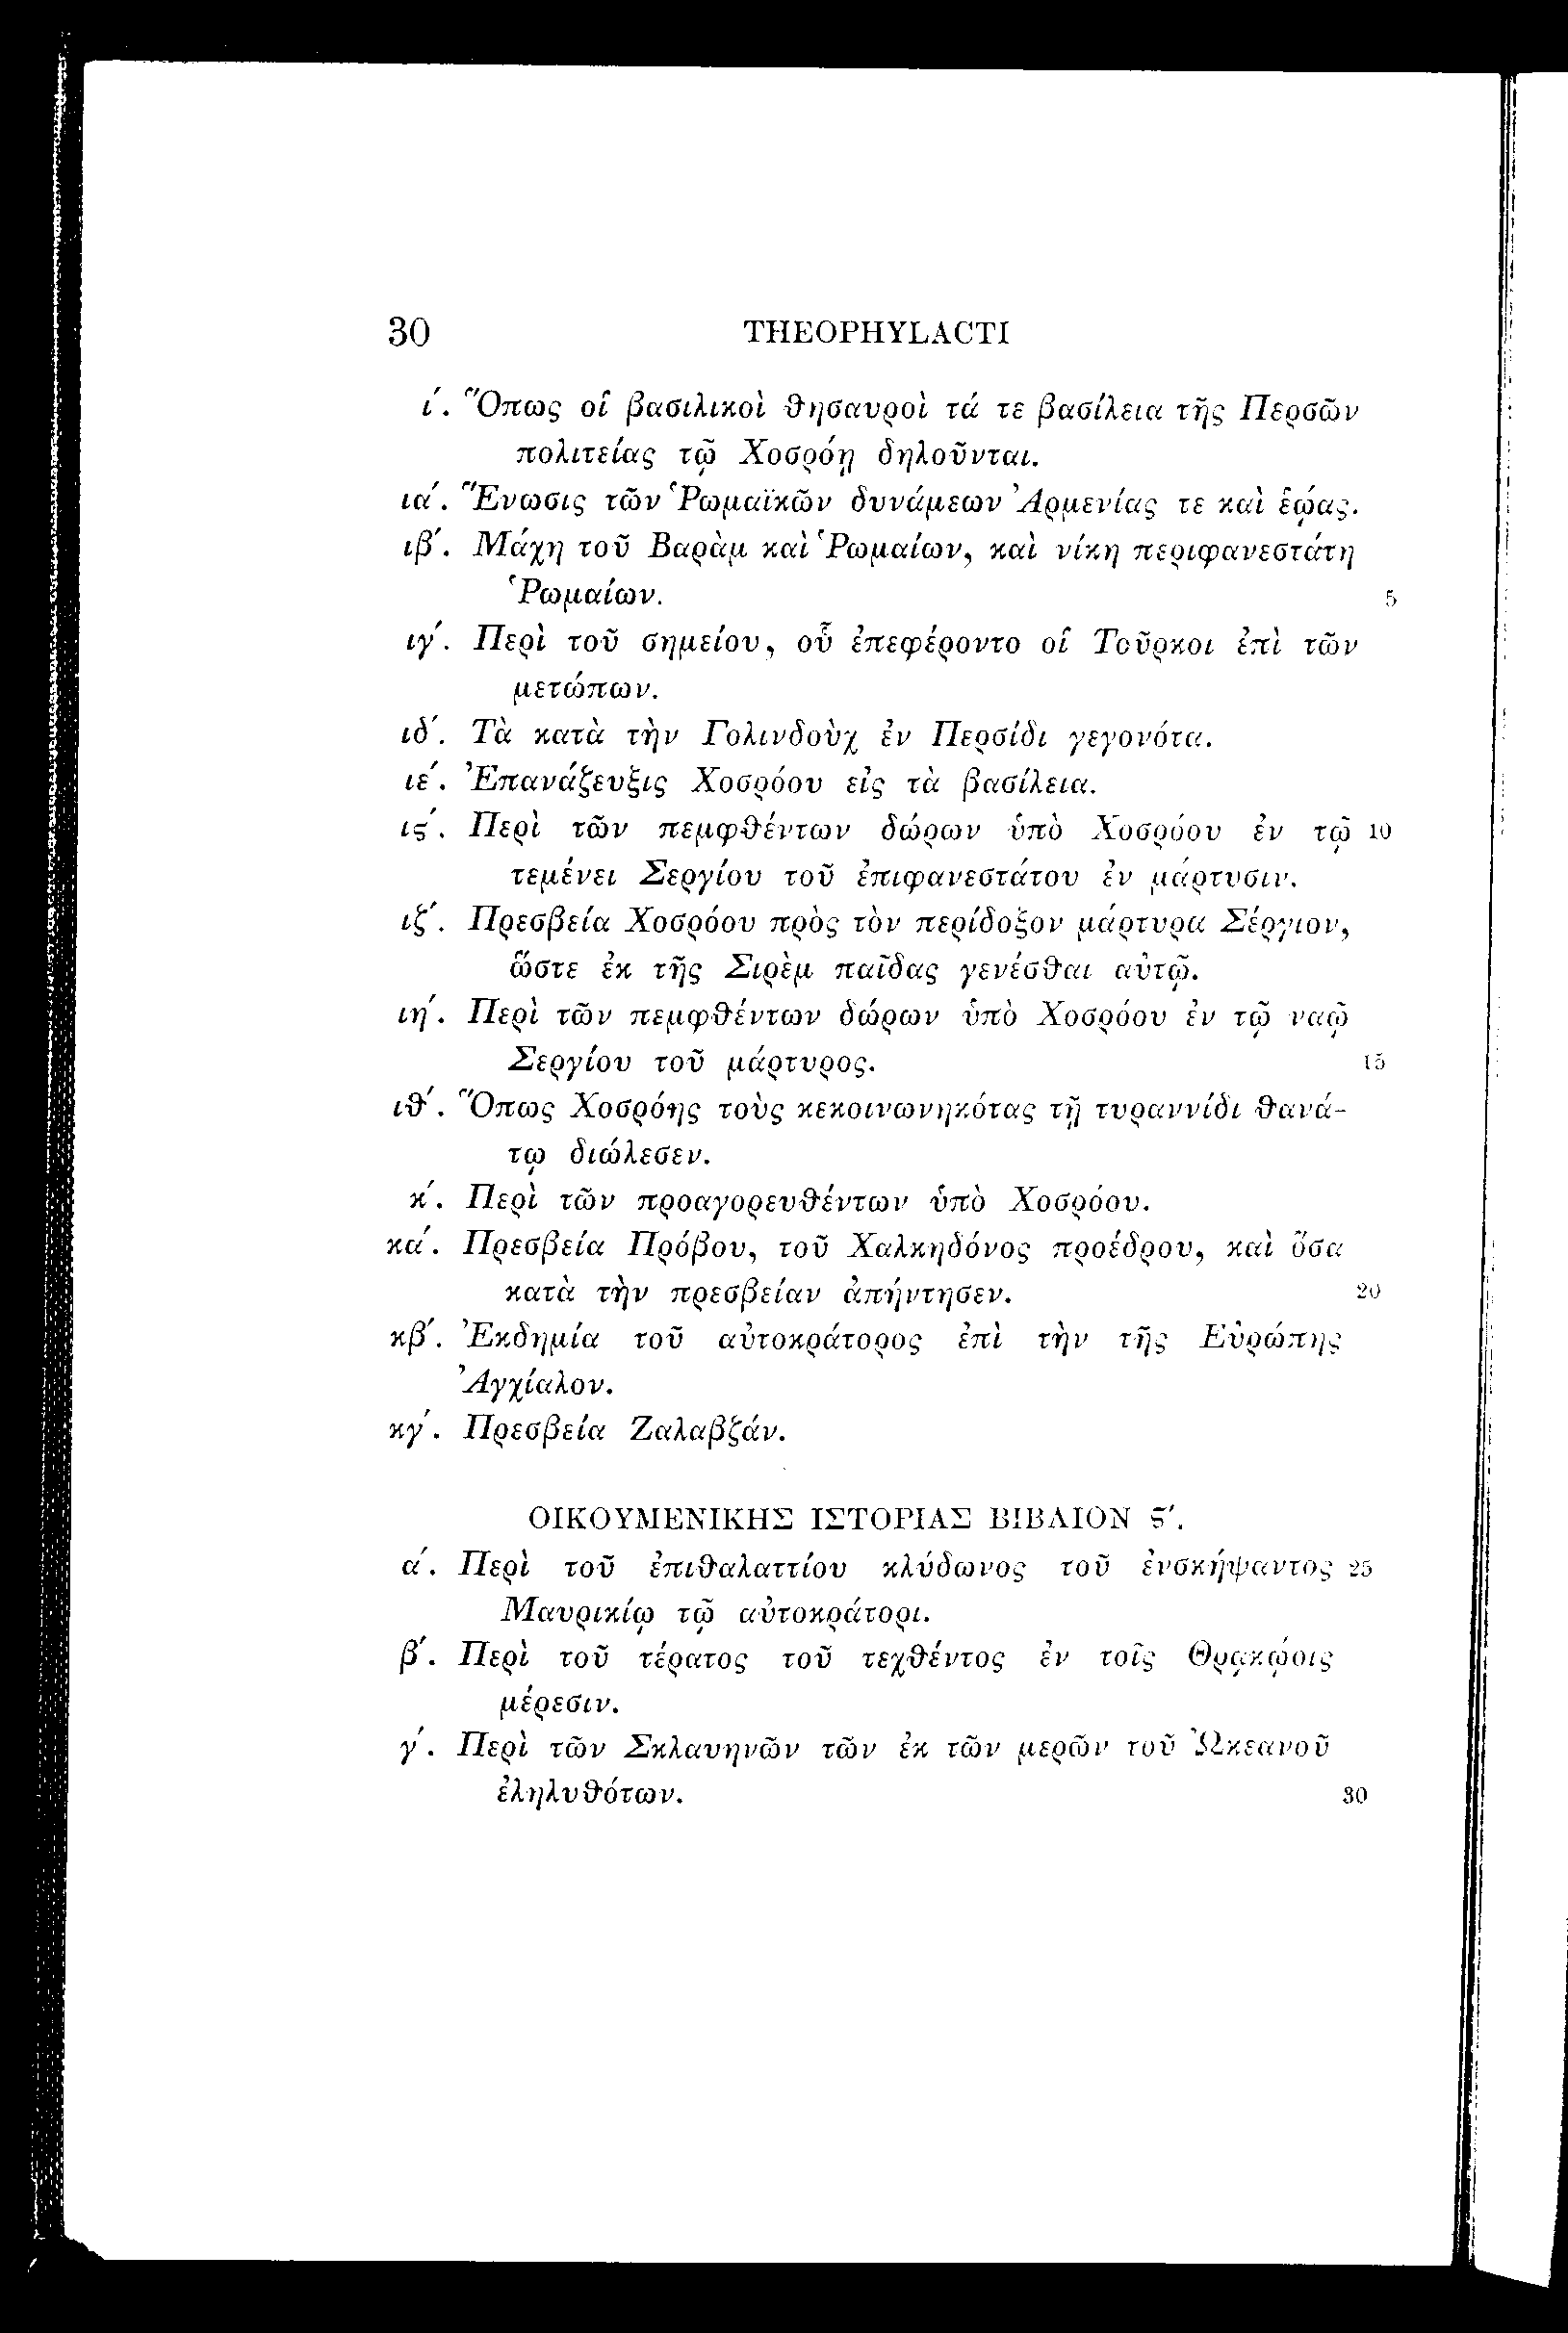 30 THEOPHYLACTI
ι΄. Ὅπως οἱ βασιλικοὶ θησαυροὶ τά τε βασίλεια τῆς Περσῶν
πολιτείας τῷ Χοσρόῃ δηλοῦνται.
ια΄. Ἕνωσις τῶν Ῥωμαϊκῶν δυνάμεων Ἀρμενίας τε καὶ ἑῴας.
ιβ΄. Μάχη τοῦ Βαρὰμ καὶ Ῥωμαίων, καὶ νίκη περιφανεστάτη
Ῥωμαίων. 5
ιγ΄. Περὶ τοῦ σημείου, οὗ ἐπεφέροντο οἱ Τοῦρκοι ἐπὶ τῶν
μετώπων.
ιδ΄. Τὰ κατὰ τὴν Γολινδοὺχ ἐν Περσίδι γεγονότα.
ιε΄. Ἐπανάζευξις Χοσρόου εἰς τὰ βασίλεια.
ις΄. Περὶ τῶν πεμφθέντων δώρων ὑπὸ Χοσρόου ἐν τῷ 10
τεμένει Σεργίου τοῦ ἐπιφανεστάτου ἐν μάρτυσιν.
ιζ΄. Πρεσβεία Χοσρόου πρὸς τὸν περίδοξον μάρτυρα Σέργιον,
ὥστε ἐκ τῆς Σιρὲμ παῖδας γενέσθαι αὐτῷ.
ιη΄. Περὶ τῶν πεμφθέντων δώρων ὑπὸ Χοσρόου ἐν τῷ ναῷ
Σεργίου τοῦ μάρτυρος. 15
ιθ΄. Ὅπως Χοσρόης τοὺς κεκοινωνηκότας τῇ τυραννίδι θανά-
τῳ διώλεσεν.
κ΄. Περὶ τῶν προαγορευθέντων ὑπὸ Χοσρόου.
κα΄. Πρεσβεία Πρόβου, τοῦ Χαλκηδόνος προέδρου, καὶ ὅσα
κατὰ τὴν πρεσβείαν ἀπήντησεν. 20
κβ΄. Ἐκδημία τοῦ αὐτοκράτορος ἐπὶ τὴν τῆς Εὐρώπης
Ἀγχίαλον.
κγ΄. Πρεσβεία Ζαλαβζάν.
ΟΙΚΟΥΜΕΝΙΚΗΣ ΙΣΤΟΡΙΑΣ ΒΙΒΛΙΟΝ ς΄.
α΄. Περὶ τοῦ ἐπιθαλαττίου κλύδωνος τοῦ ἐνσκήψαντος 25
Μαυρικίῳ τῷ αὐτοκράτορι.
β΄. Περὶ τοῦ τέρατος τοῦ τεχθέντος ἐν τοῖς Θρᾳκῴοις
μέρεσιν.
γ΄. Περὶ τῶν Σκλαυηνῶν τῶν ἐκ τῶν μερῶν τοῦ Ὠκεανοῦ
ἐληλυθότων. 30